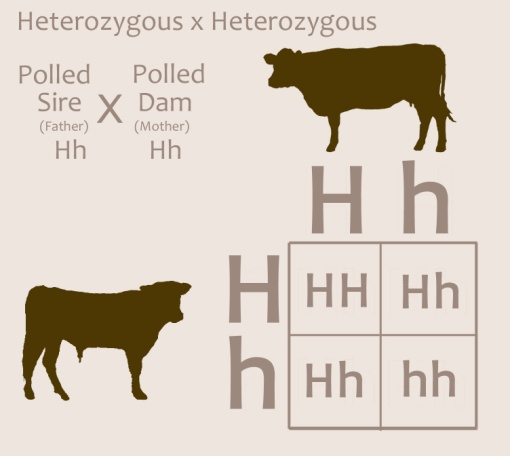 Heterozygous x Heterozygous
Polled X Polled
Sire Dam
(Father) (Mother)
Hh Hh
H h
H HH Hh
h Hh hh